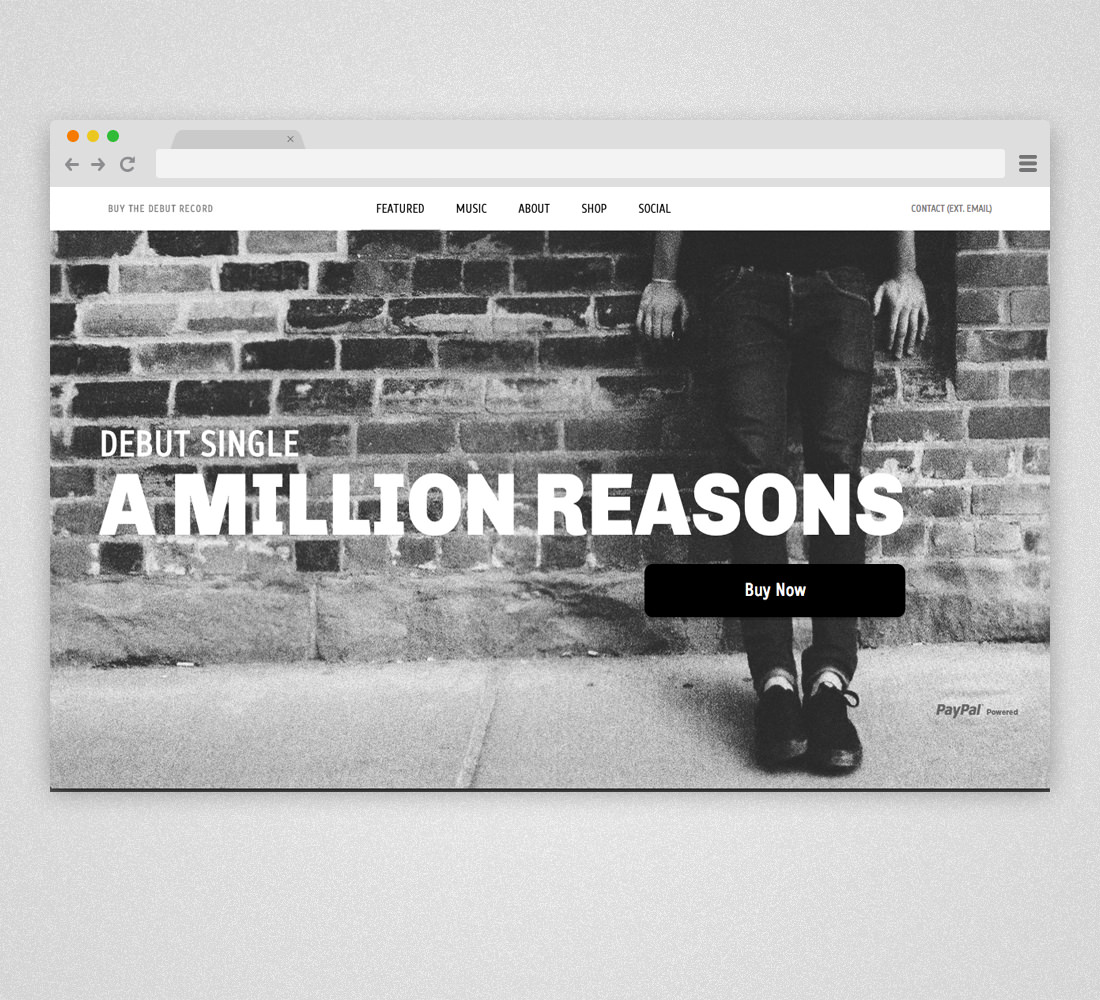 BUY THE DEBUT RECORD
FEATURED MUSIC ABOUT SHOP SOCIAL
CONTACT (EXT. EMAIL)
DEBUT SINGLE
A MILLION REASONS
Buy Now
PayPal Powered